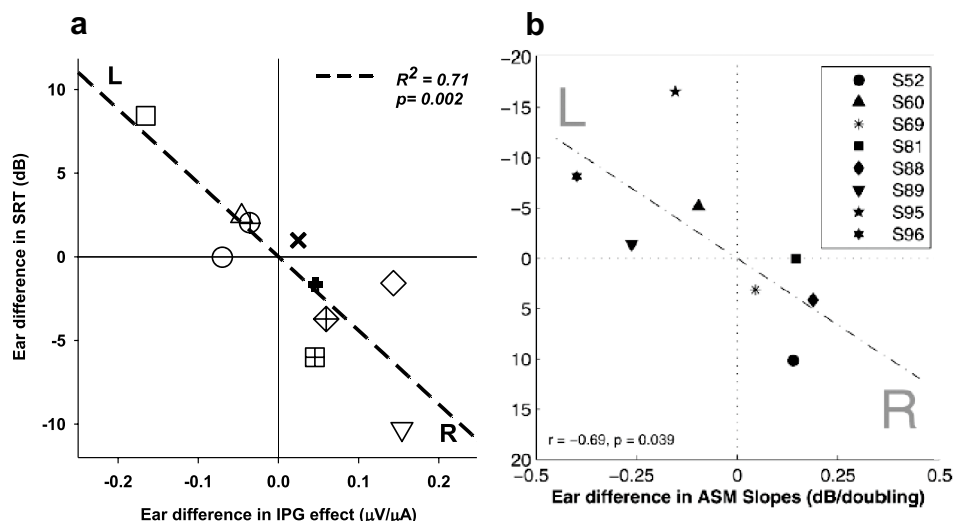 a
L
R² = 0.71
p= 0.002
10
5
0
-5
-10
Ear difference in SRT (dB)
R
-0.2
-0.1
0.0
0.1
0.2
Ear difference in IPG effect (µV/µA)
b
−20
−15
−10
−5
0
5
10
15
20
L
S52
S60
S69
S81
S88
S89
S95
S96
R
r = −0.69, p = 0.039
−0.5
−0.25
0
0.25
0.5
Ear difference in ASM Slopes (dB/doubling)